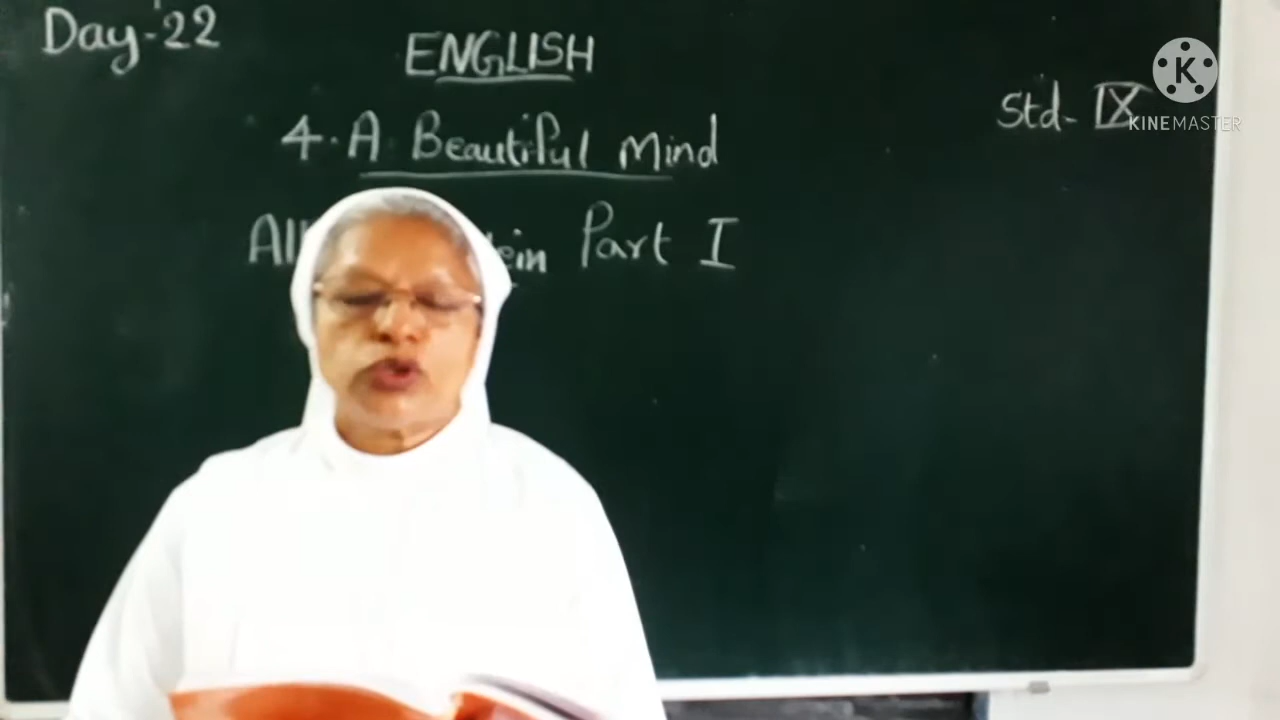 Day-22
ENGLISH
Std- IX
K
KINEMASTER
4. A Beautiful Mind
Part I